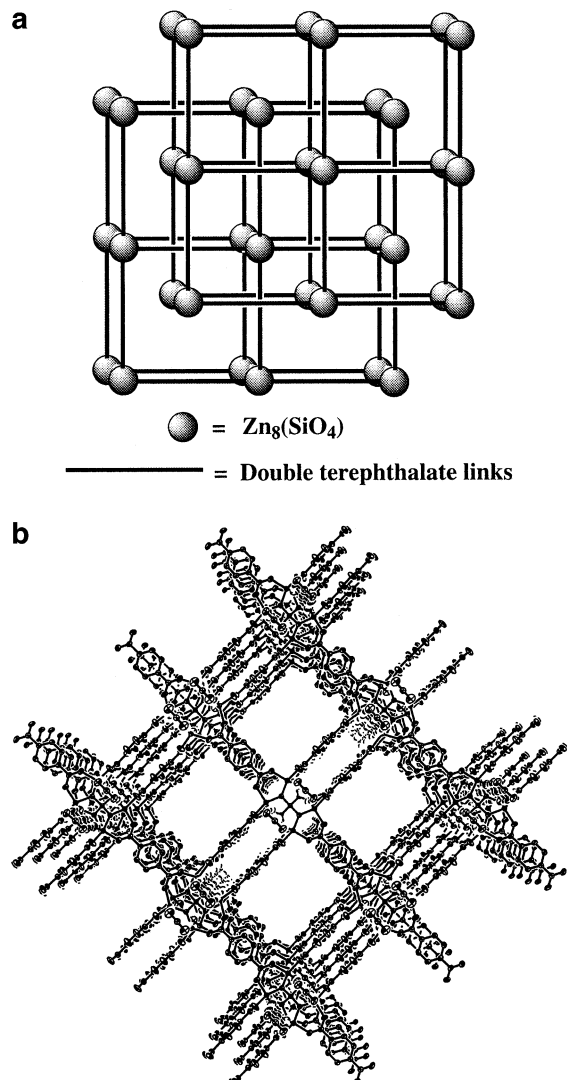 a
= Zn₈(SiO₄)
= Double terephthalate links
b